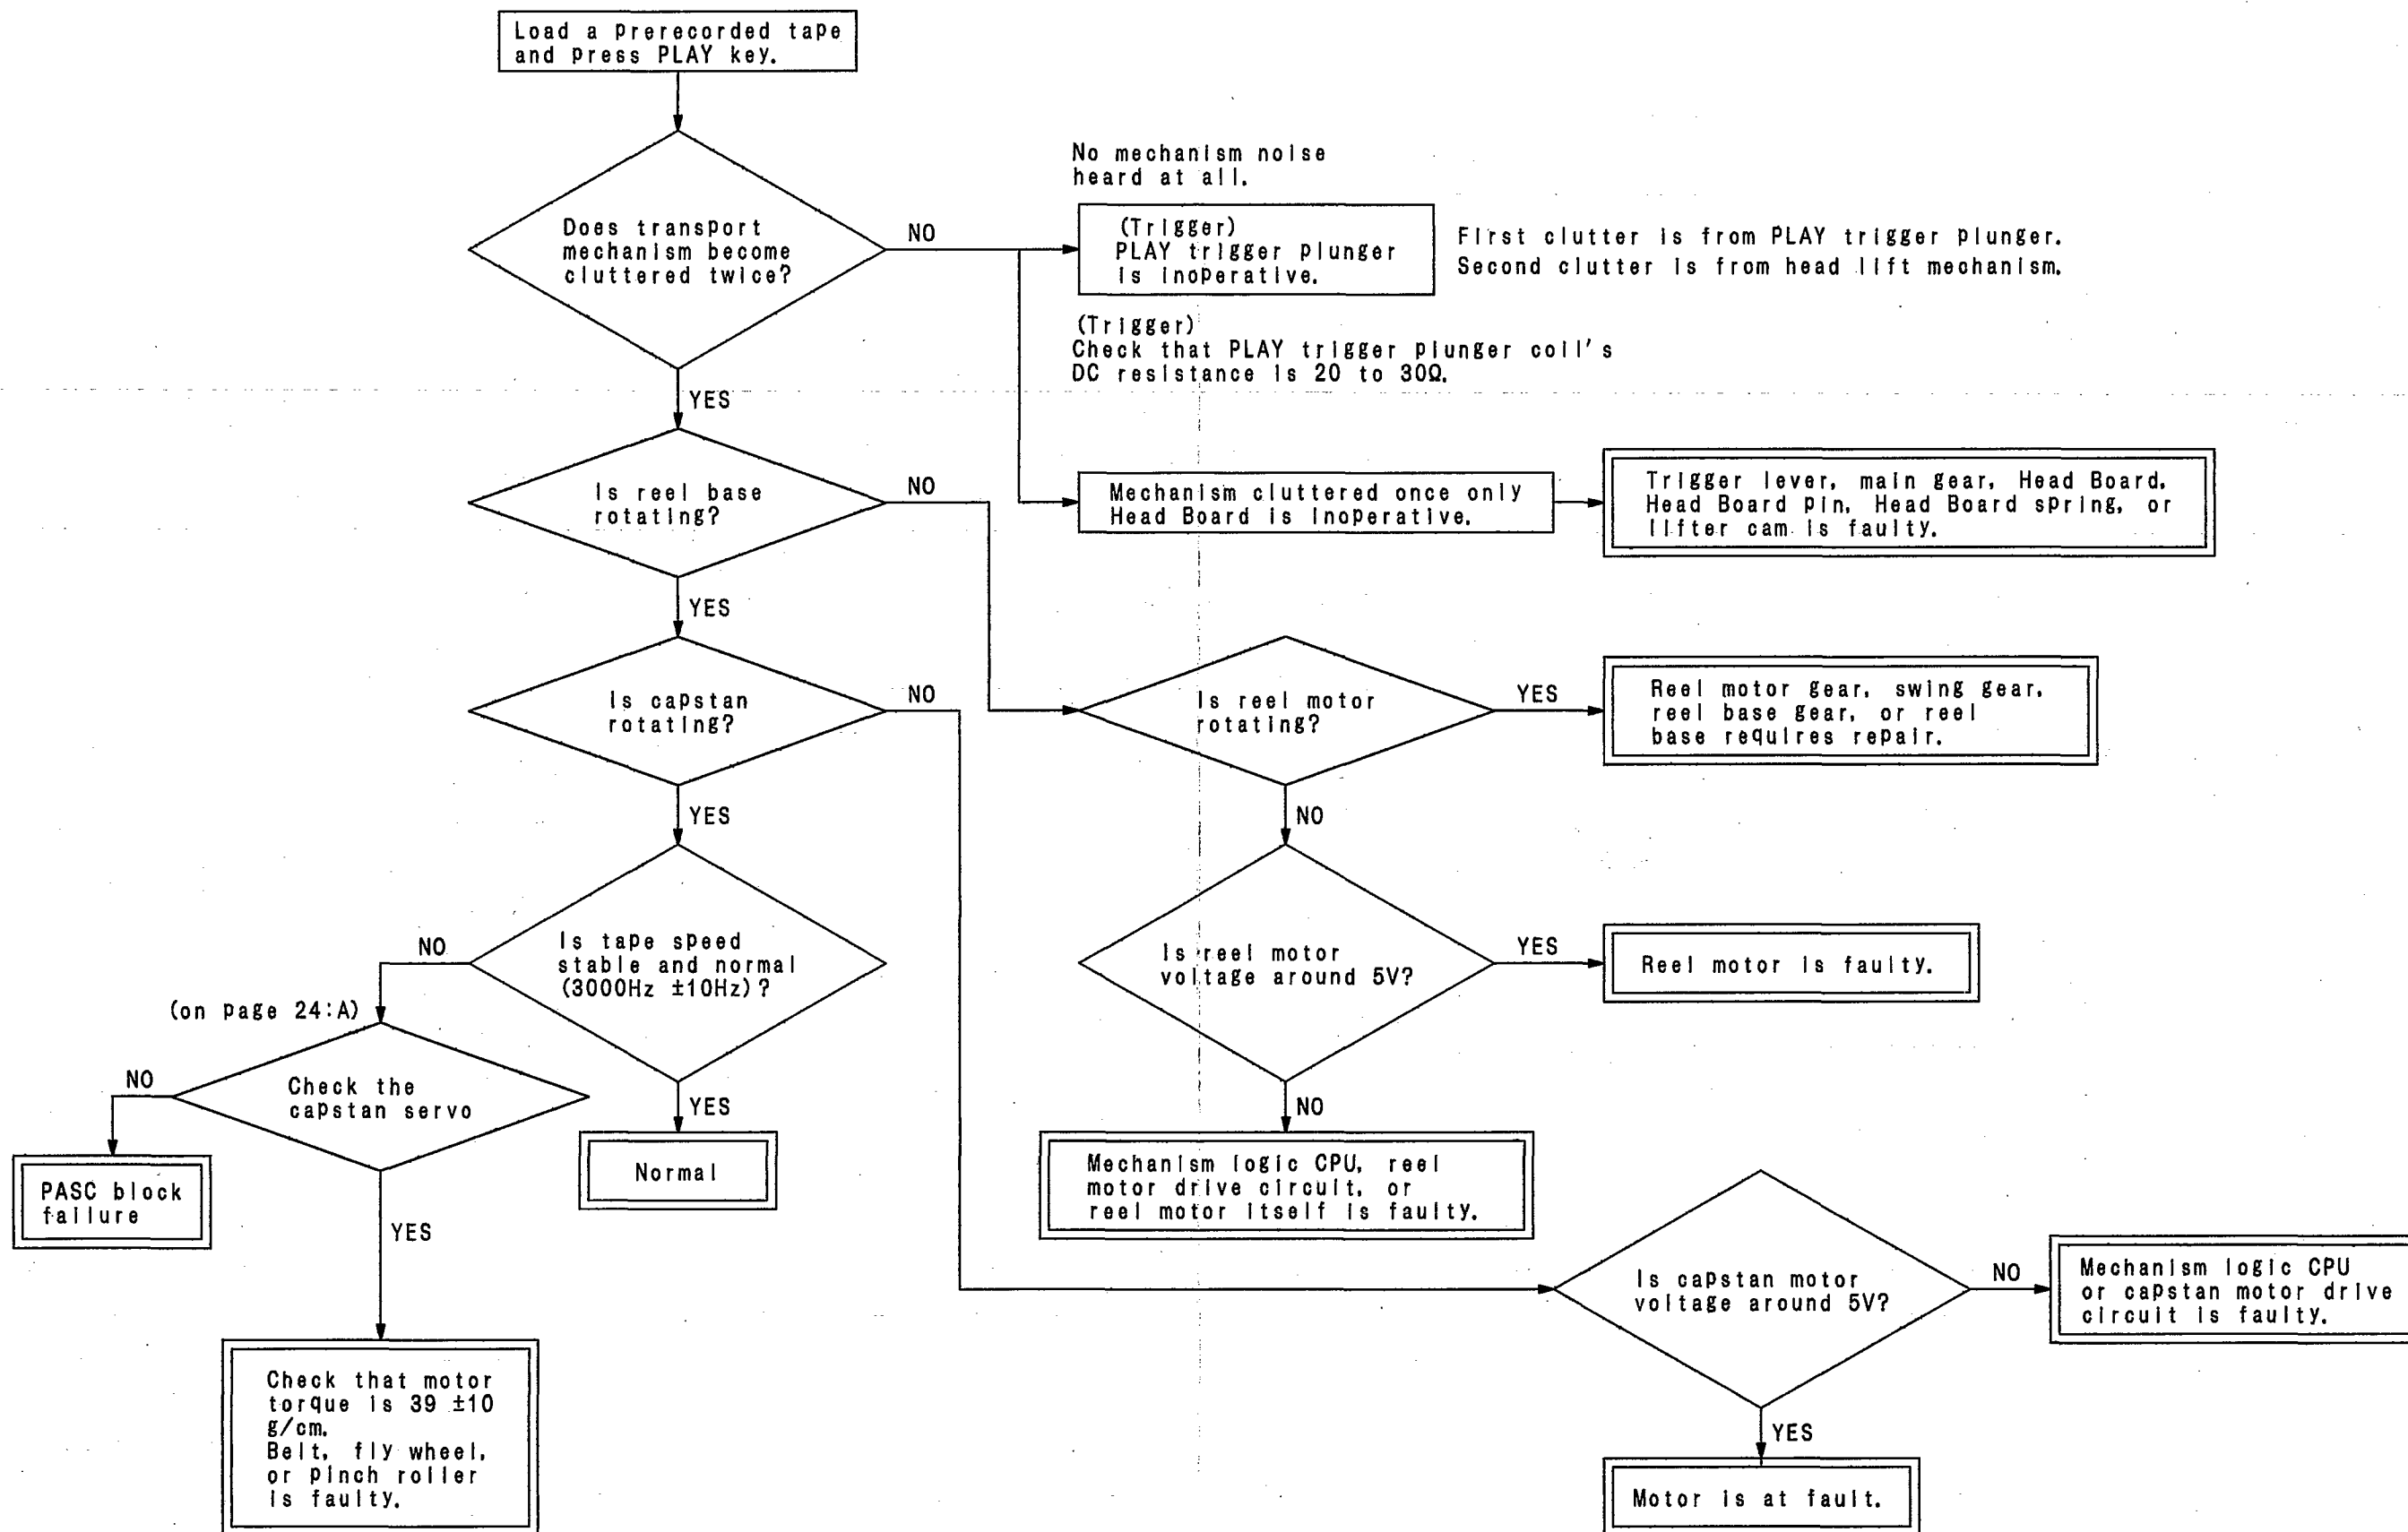 Load a prerecorded tape
and press PLAY key.
No mechanism noise
heard at all.
Does transport
mechanism become
cluttered twice?
NO
(Trigger)
PLAY trigger plunger
is inoperative.
First clutter is from PLAY trigger plunger.
Second clutter is from head lift mechanism.
(Trigger)
Check that PLAY trigger plunger coil's
DC resistance is 20 to 30Ω.
YES
Is reel base
rotating?
NO
Mechanism cluttered once only
Head Board is inoperative.
Trigger lever, main gear, Head Board,
Head Board pin, Head Board spring, or
lifter cam is faulty.
YES
Is capstan
rotating?
NO
Is reel motor
rotating?
YES
Reel motor gear, swing gear,
reel base gear, or reel
base requires repair.
YES
NO
Is tape speed
stable and normal
(3000Hz ±10Hz)?
NO
Is reel motor
voltage around 5V?
YES
Reel motor is faulty.
(on page 24:A)
Check the
capstan servo
NO
YES
NO
PASC block
failure
Normal
Mechanism logic CPU, reel
motor drive circuit, or
reel motor itself is faulty.
YES
Is capstan motor
voltage around 5V?
NO
Mechanism logic CPU
or capstan motor drive
circuit is faulty.
Check that motor
torque is 39 ±10
g/cm.
Belt, fly wheel,
or pinch roller
is faulty.
YES
Motor is at fault.